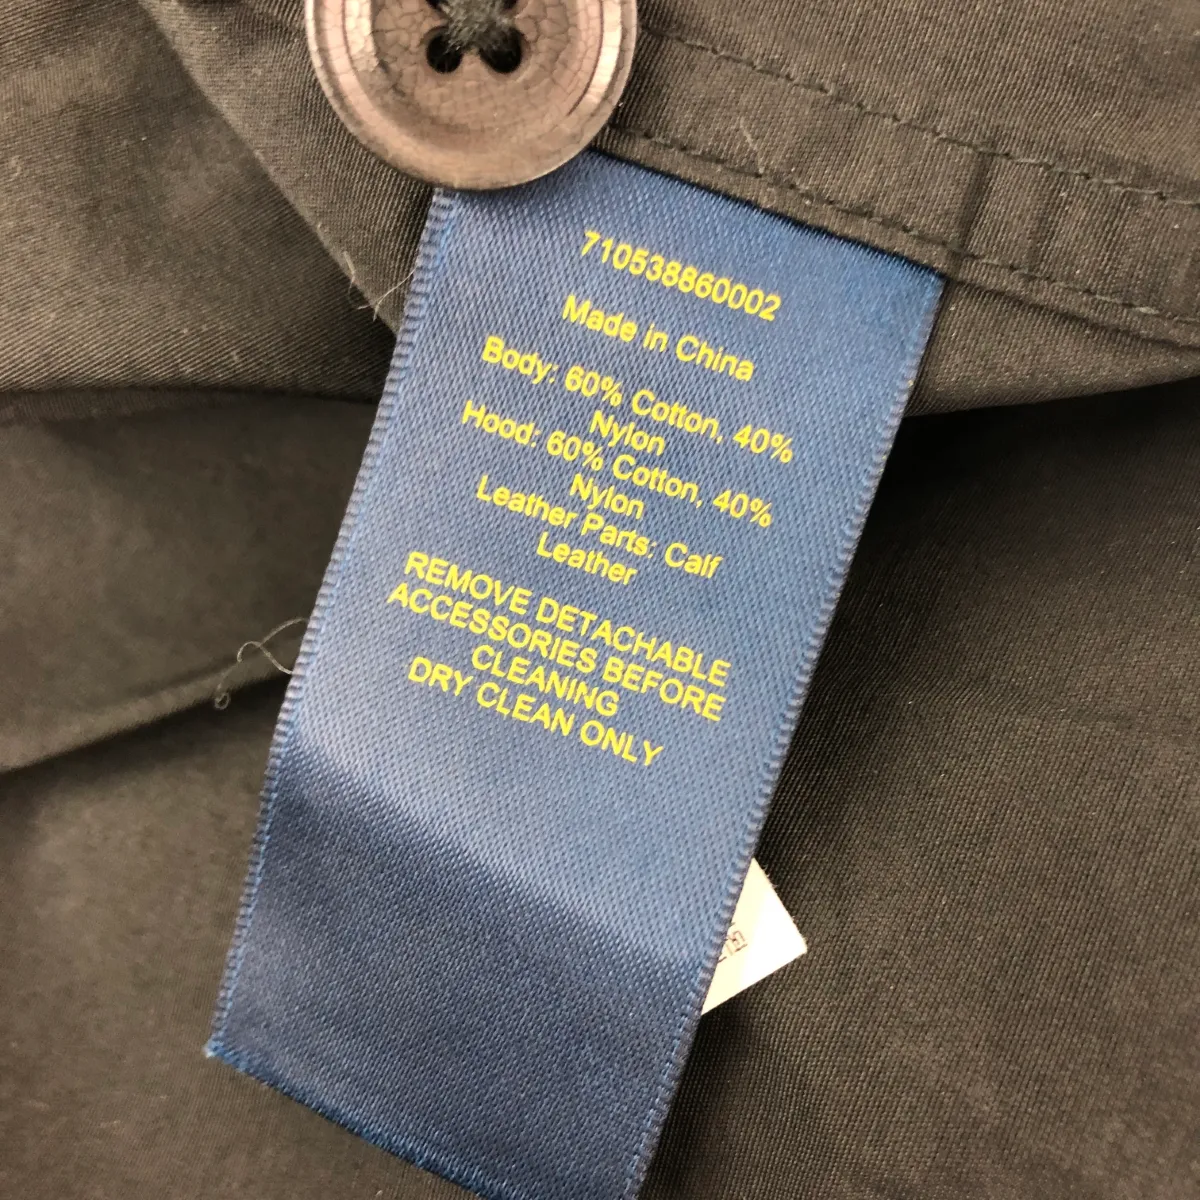 710538860002
Made in China
Body: 60% Cotton, 40%
Nylon
Hood: 60% Cotton, 40%
Nylon
Leather Parts: Calf
Leather
REMOVE DETACHABLE
ACCESSORIES BEFORE
CLEANING
DRY CLEAN ONLY